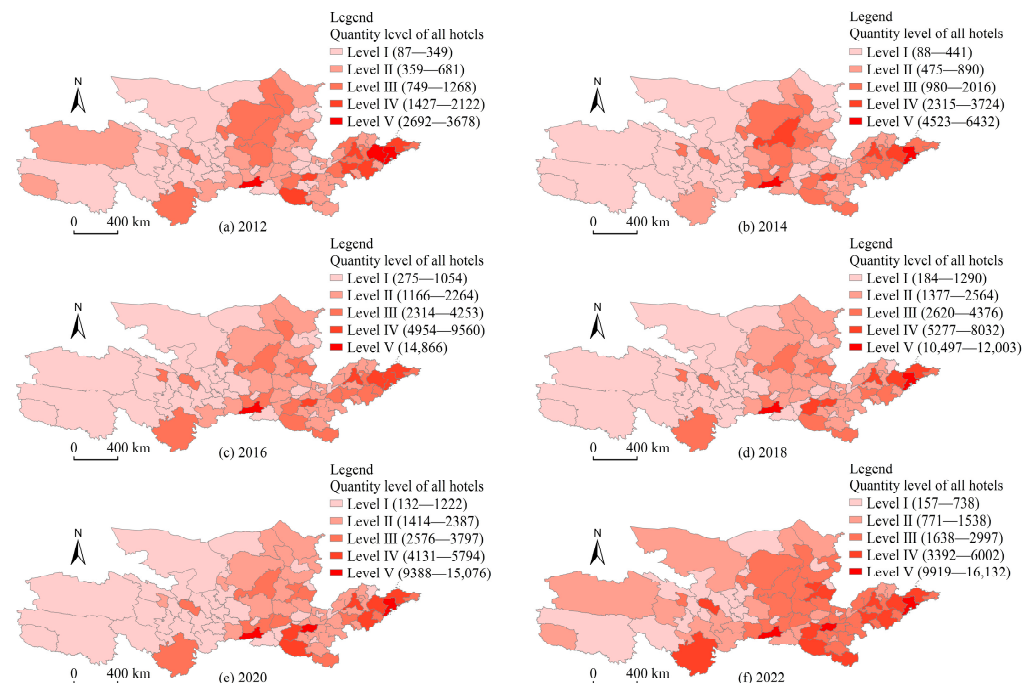 Legend
Quantity level of all hotels
Level I (87—349)
Level II (359—681)
Level III (749—1268)
Level IV (1427—2122)
Level V (2692—3678)
N
0 400 km
(a) 2012
Legend
Quantity level of all hotels
Level I (88—441)
Level II (475—890)
Level III (980—2016)
Level IV (2315—3724)
Level V (4523—6432)
N
0 400 km
(b) 2014
Legend
Quantity level of all hotels
Level I (275—1054)
Level II (1166—2264)
Level III (2314—4253)
Level IV (4954—9560)
Level V (14,866)
N
0 400 km
(c) 2016
Legend
Quantity level of all hotels
Level I (184—1290)
Level II (1377—2564)
Level III (2620—4376)
Level IV (5277—8032)
Level V (10,497—12,003)
N
0 400 km
(d) 2018
Legend
Quantity level of all hotels
Level I (132—1222)
Level II (1414—2387)
Level III (2576—3797)
Level IV (4131—5794)
Level V (9388—15,076)
N
0 400 km
(e) 2020
Legend
Quantity level of all hotels
Level I (157—738)
Level II (771—1538)
Level III (1638—2997)
Level IV (3392—6002)
Level V (9919—16,132)
N
0 400 km
(f) 2022